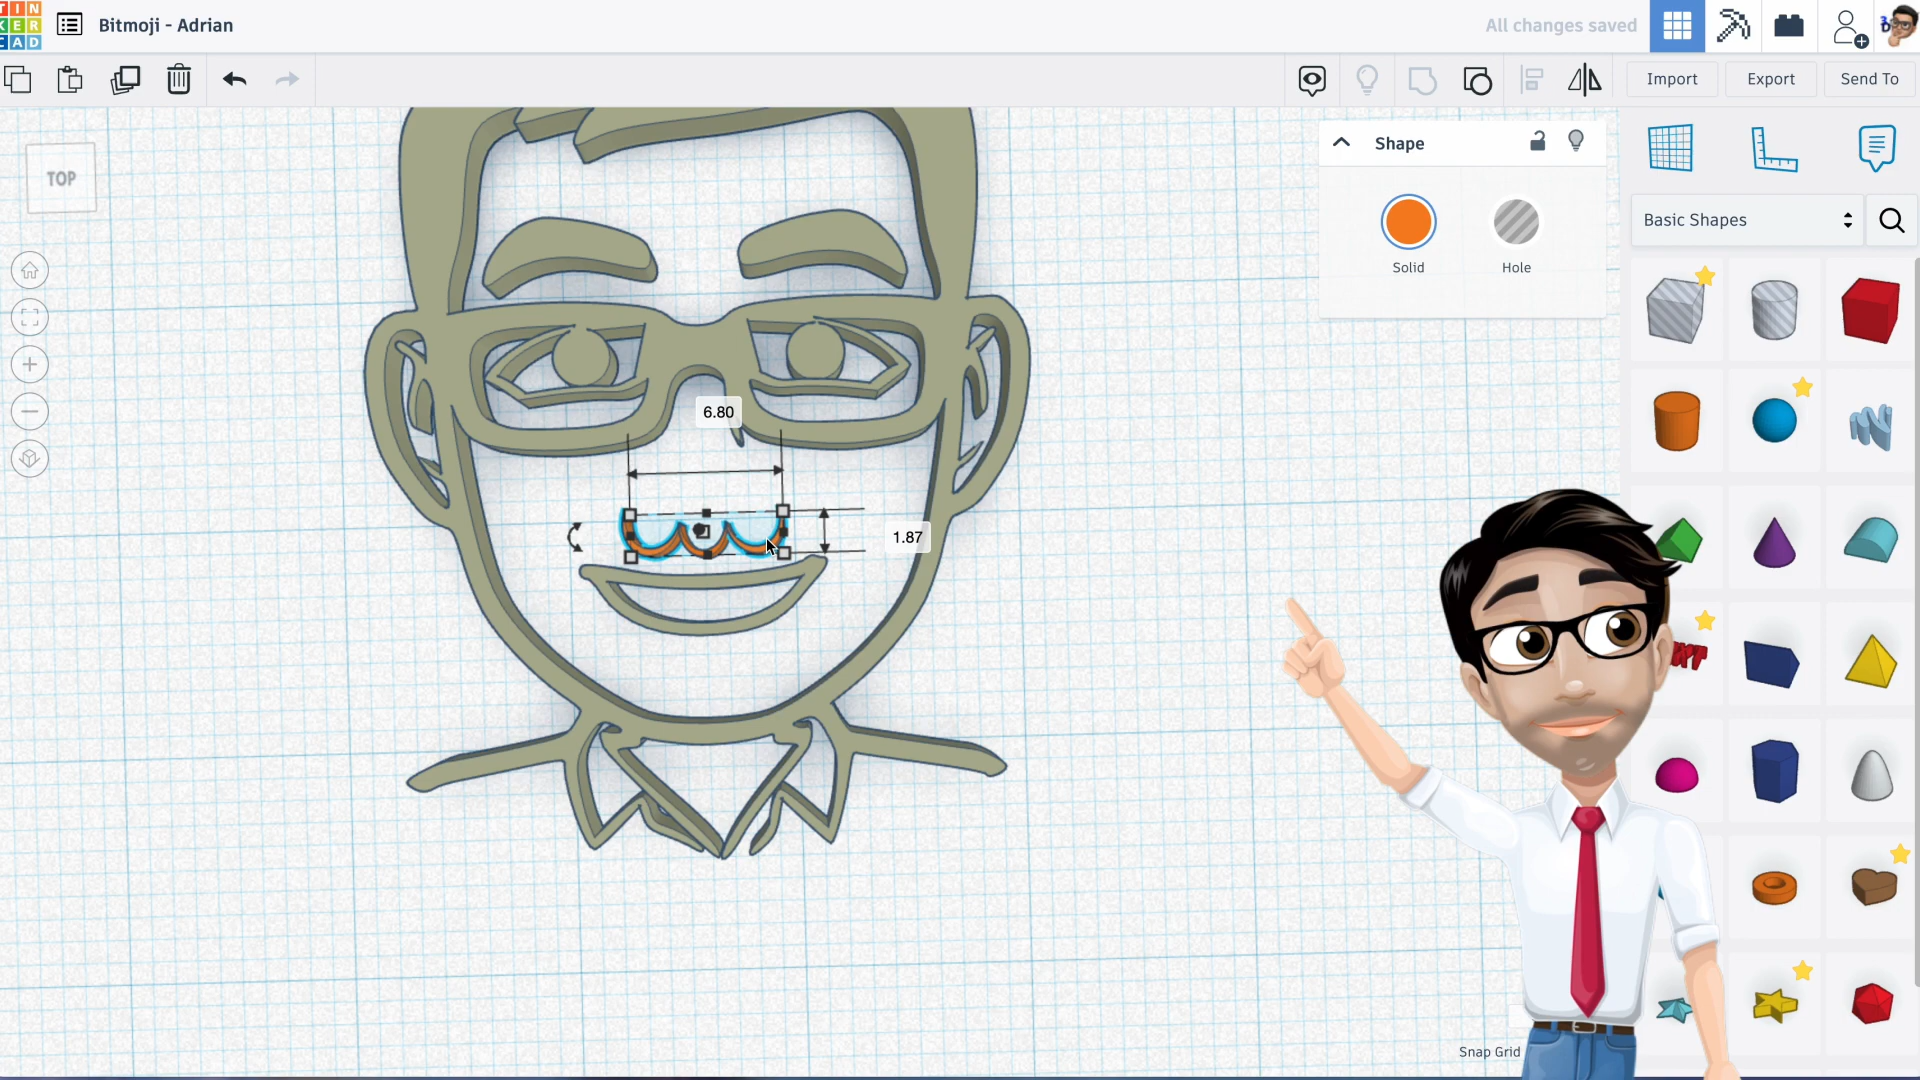 TIN
KER
CAD
Bitmoji - Adrian
All changes saved
Import
Export
Send To
TOP
Shape
Solid
Hole
Basic Shapes
6.80
1.87
Snap Grid